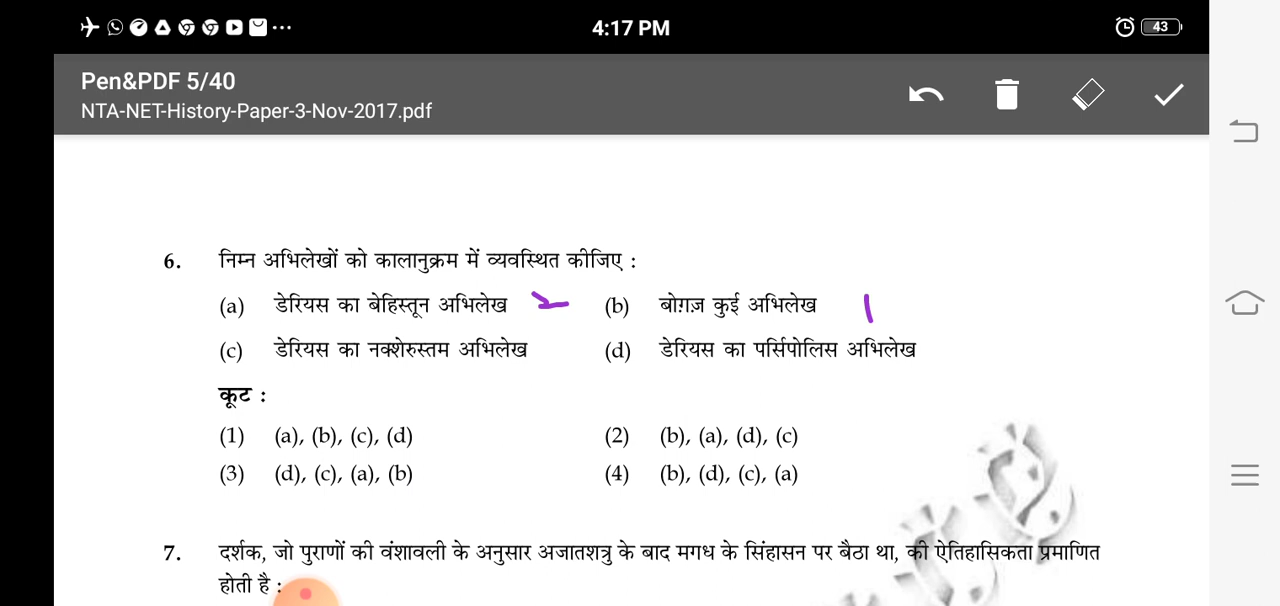 4:17 PM
43
Pen&PDF 5/40
NTA-NET-History-Paper-3-Nov-2017.pdf
6. निम्न अभिलेखों को कालानुक्रम में व्यवस्थित कीजिए :
(a) डेरियस का बेहिस्तून अभिलेख (b) बोग़ज़ कुई अभिलेख 1
(c) डेरियस का नक्शेरुस्तम अभिलेख (d) डेरियस का पर्सिपोलिस अभिलेख
कूट :
(1) (a), (b), (c), (d) (2) (b), (a), (d), (c)
(3) (d), (c), (a), (b) (4) (b), (d), (c), (a)
7. दर्शक, जो पुराणों की वंशावली के अनुसार अजातशत्रु के बाद मगध के सिंहासन पर बैठा था, की ऐतिहासिकता प्रमाणित
होती है :